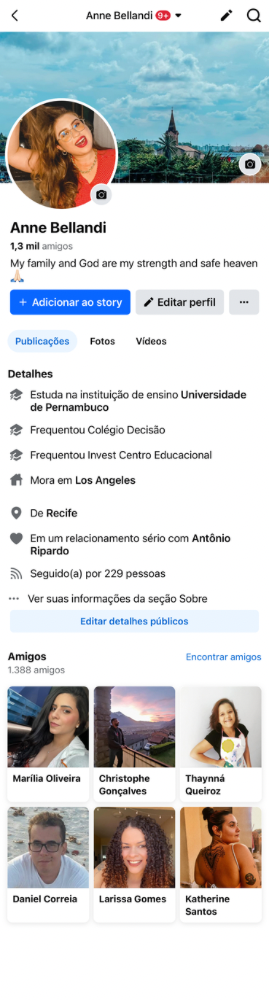 Anne Bellandi 9+
Anne Bellandi
1,3 mil amigos
My family and God are my strength and safe heaven
🙏🏻
+ Adicionar ao story
Editar perfil
Publicações
Fotos
Vídeos
Detalhes
Estuda na instituição de ensino Universidade
de Pernambuco
Frequentou Colégio Decisão
Frequentou Invest Centro Educacional
Mora em Los Angeles
De Recife
Em um relacionamento sério com Antônio
Ripardo
Seguido(a) por 229 pessoas
Ver suas informações da seção Sobre
Editar detalhes públicos
Amigos
Encontrar amigos
1.388 amigos
Marília Oliveira
Christophe
Gonçalves
Thaynná
Queiroz
Daniel Correia
Larissa Gomes
Katherine
Santos